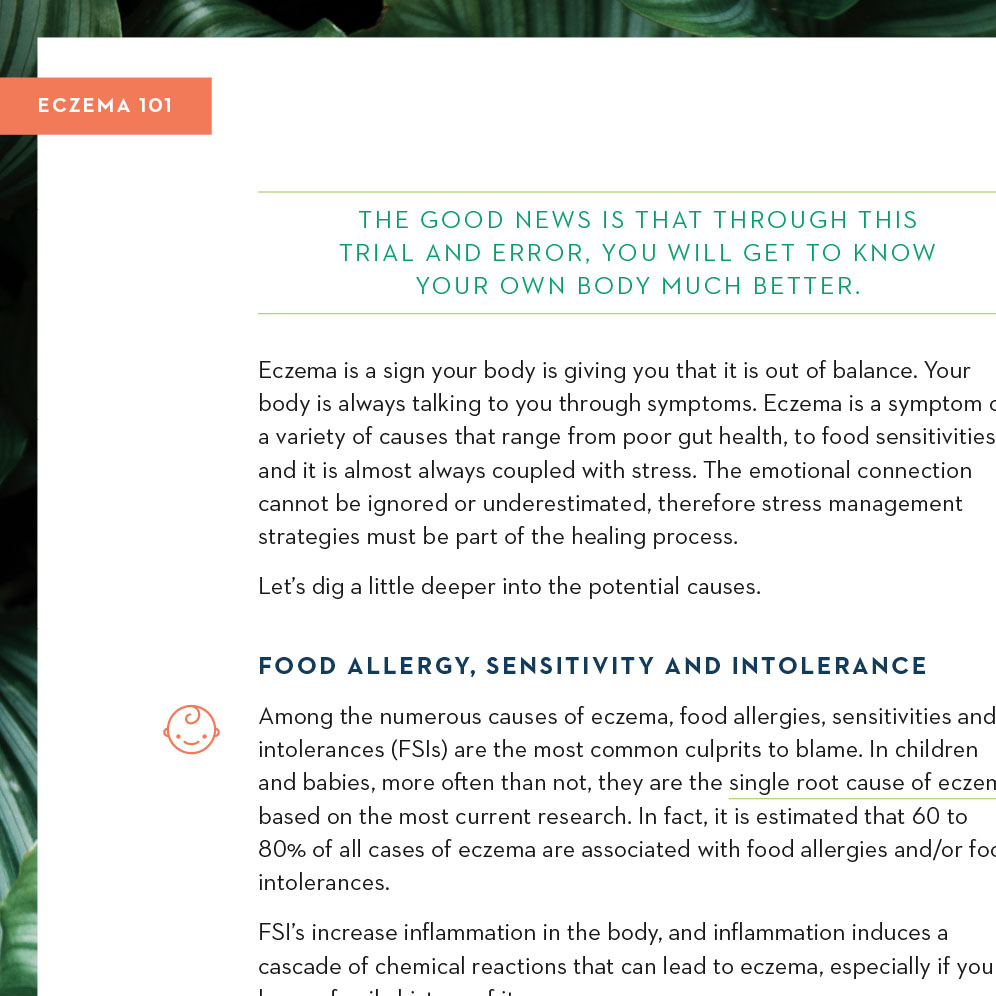 ECZEMA 101
THE GOOD NEWS IS THAT THROUGH THIS
TRIAL AND ERROR, YOU WILL GET TO KNOW
YOUR OWN BODY MUCH BETTER.
Eczema is a sign your body is giving you that it is out of balance. Your
body is always talking to you through symptoms. Eczema is a symptom
a variety of causes that range from poor gut health, to food sensitivities
and it is almost always coupled with stress. The emotional connection
cannot be ignored or underestimated, therefore stress management
strategies must be part of the healing process.
Let’s dig a little deeper into the potential causes.
FOOD ALLERGY, SENSITIVITY AND INTOLERANCE
Among the numerous causes of eczema, food allergies, sensitivities and
intolerances (FSIs) are the most common culprits to blame. In children
and babies, more often than not, they are the single root cause of
based on the most current research. In fact, it is estimated that 60 to
80% of all cases of eczema are associated with food allergies and/or
intolerances.
FSI’s increase inflammation in the body, and inflammation induces a
cascade of chemical reactions that can lead to eczema, especially if you